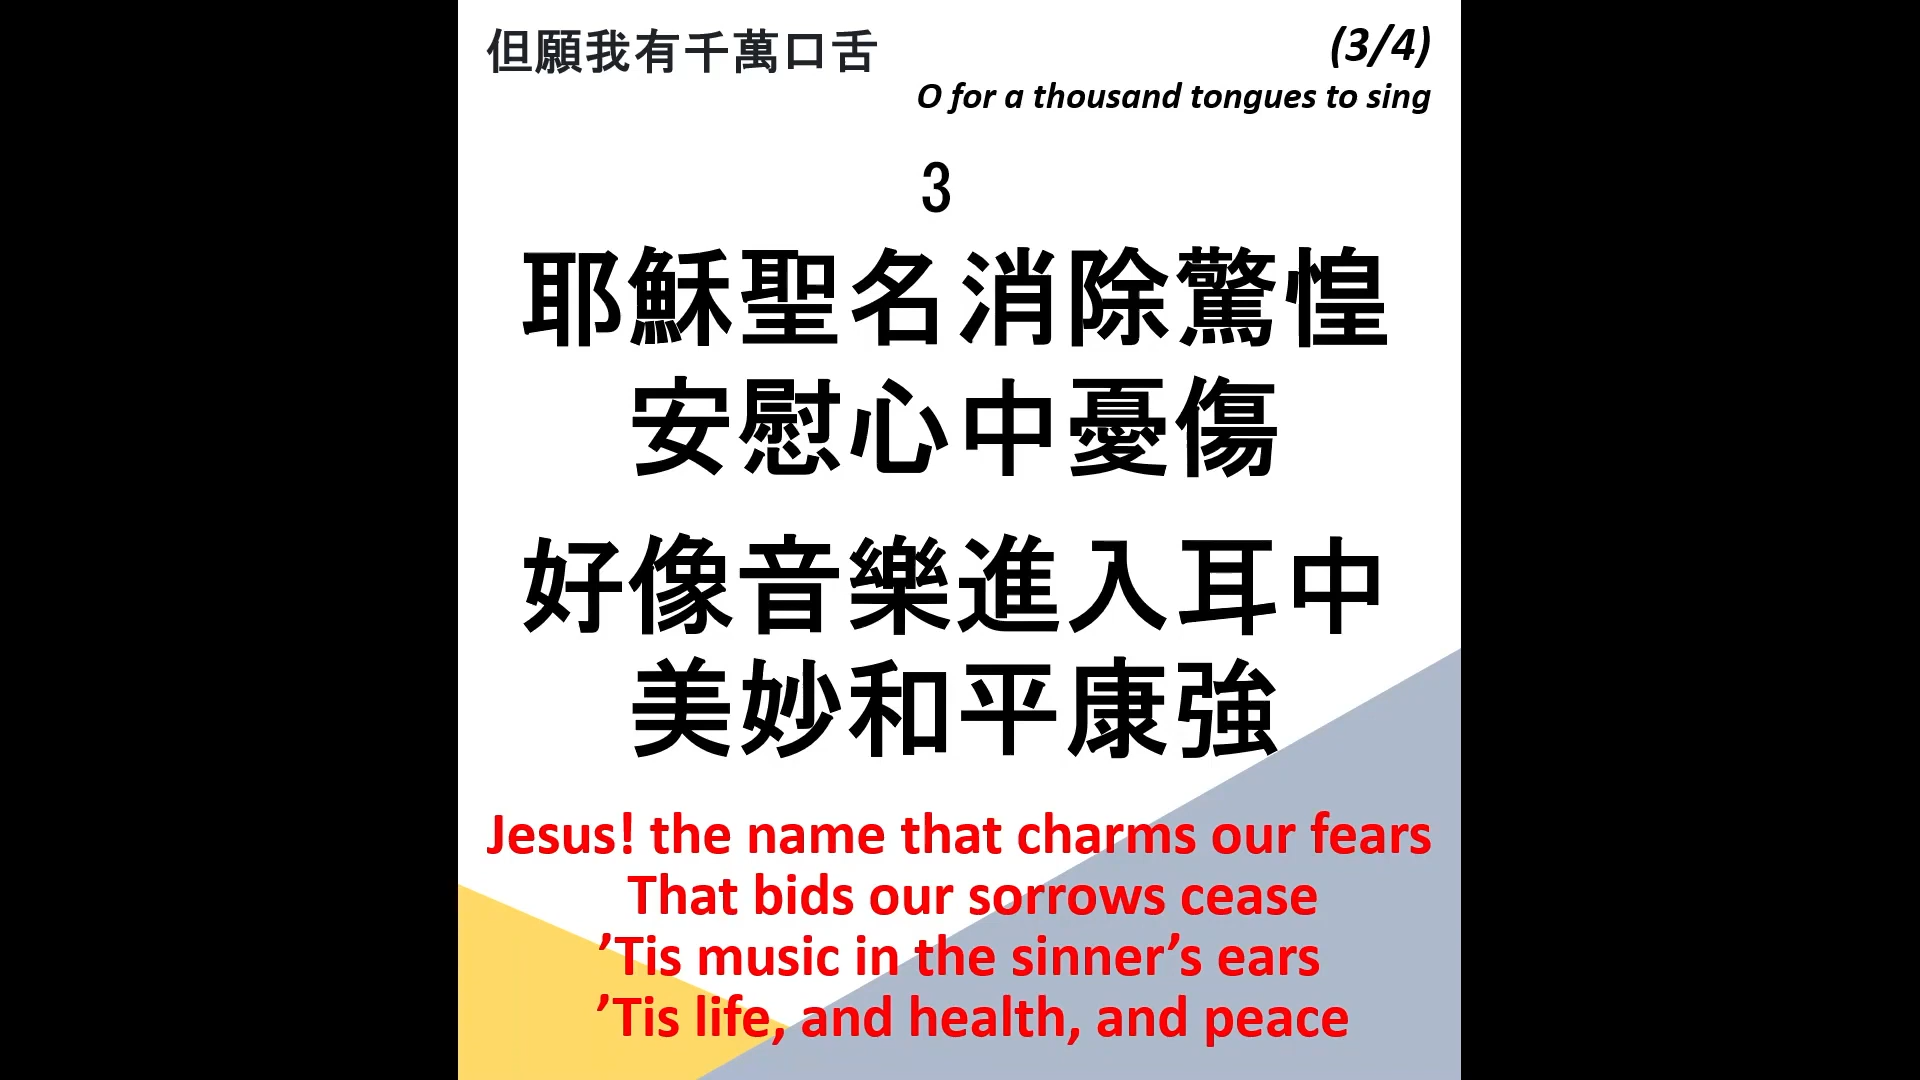 但願我有千萬口舌
(3/4)
O for a thousand tongues to sing
3
耶穌聖名消除驚惶
安慰心中憂傷
好像音樂進入耳中
美妙和平康強
Jesus! the name that charms our fears
That bids our sorrows cease
’Tis music in the sinner’s ears
’Tis life, and health, and peace